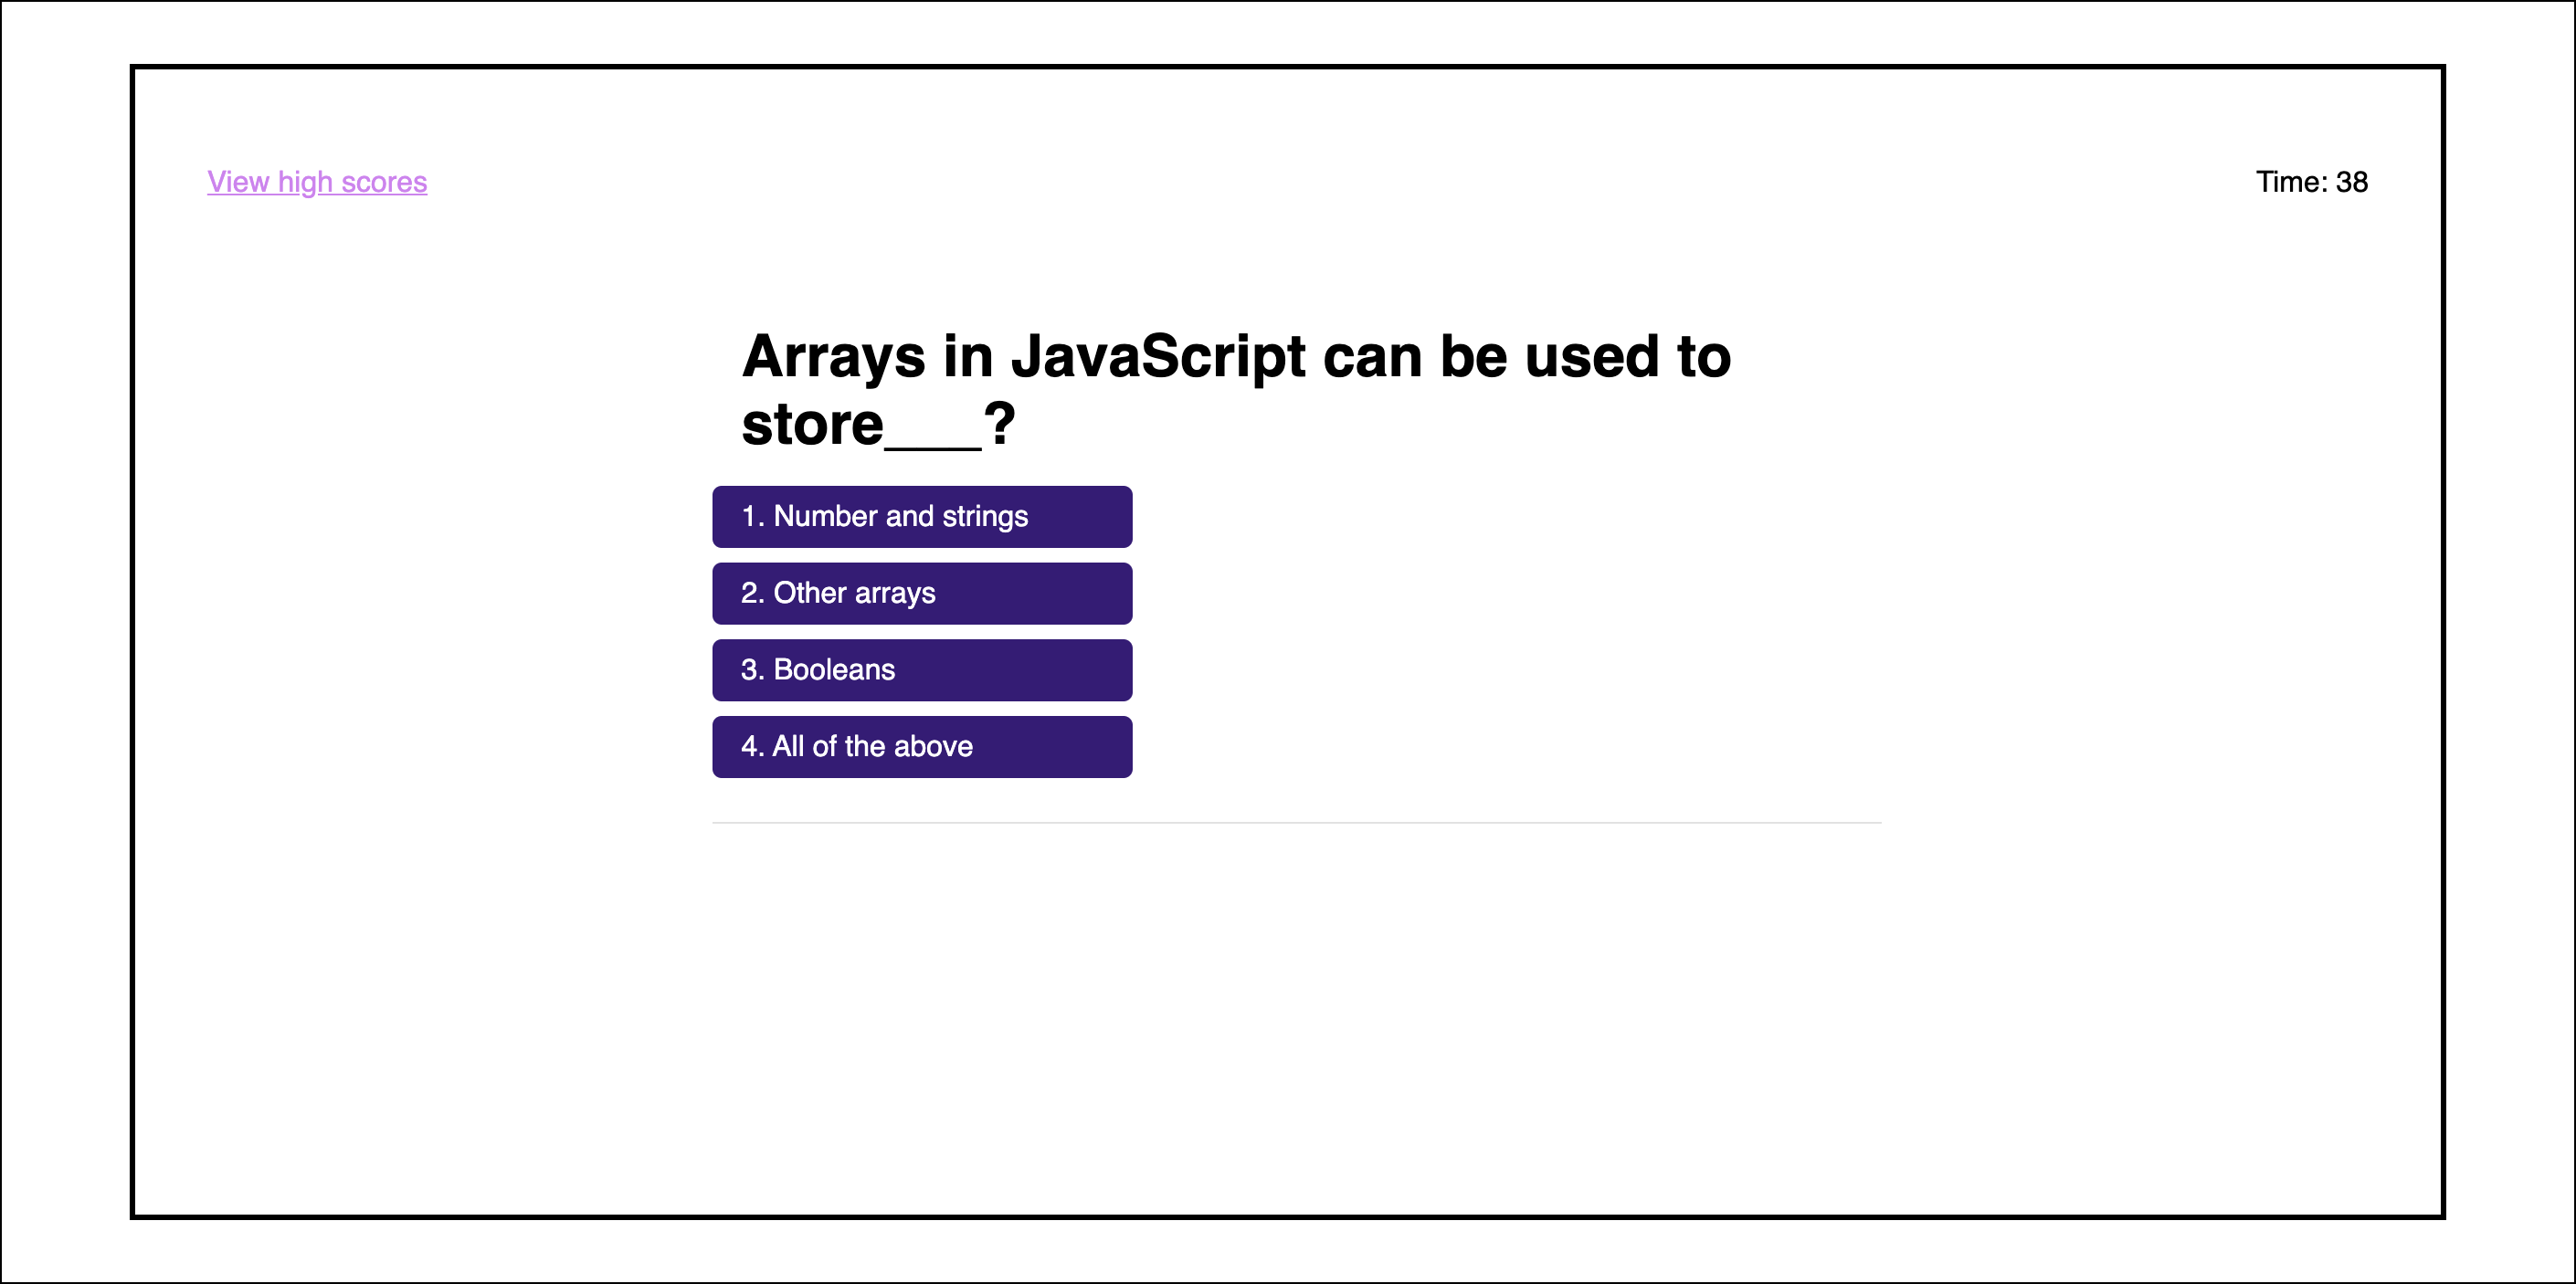 View high scores
Time: 38
Arrays in JavaScript can be used to
store___?
1. Number and strings
2. Other arrays
3. Booleans
4. All of the above